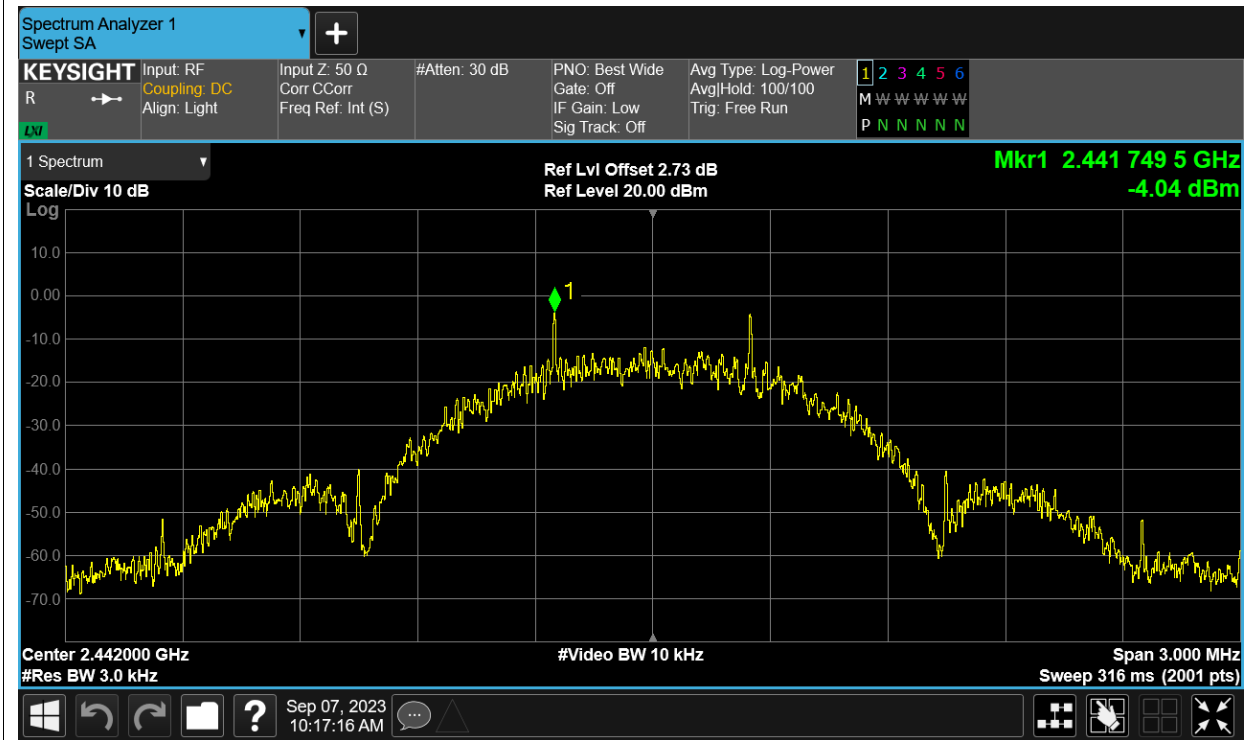 Spectrum Analyzer 1
Swept SA
+
KEYSIGHT
R
LXI
Input: RF
Coupling: DC
Align: Light
Input Z: 50 Ω
Corr CCorr
Freq Ref: Int (S)
#Atten: 30 dB
PNO: Best Wide
Gate: Off
IF Gain: Low
Sig Track: Off
Avg Type: Log-Power
Avg|Hold: 100/100
Trig: Free Run
1 2 3 4 5 6
M W W W W W
P N N N N N
1 Spectrum
Scale/Div 10 dB
Log
Ref Lvl Offset 2.73 dB
Ref Level 20.00 dBm
Mkr1 2.441 749 5 GHz
-4.04 dBm
10.0
0.00
-10.0
-20.0
-30.0
-40.0
-50.0
-60.0
-70.0
1
Center 2.442000 GHz
#Res BW 3.0 kHz
#Video BW 10 kHz
Span 3.000 MHz
Sweep 316 ms (2001 pts)
?
Sep 07, 2023
10:17:16 AM